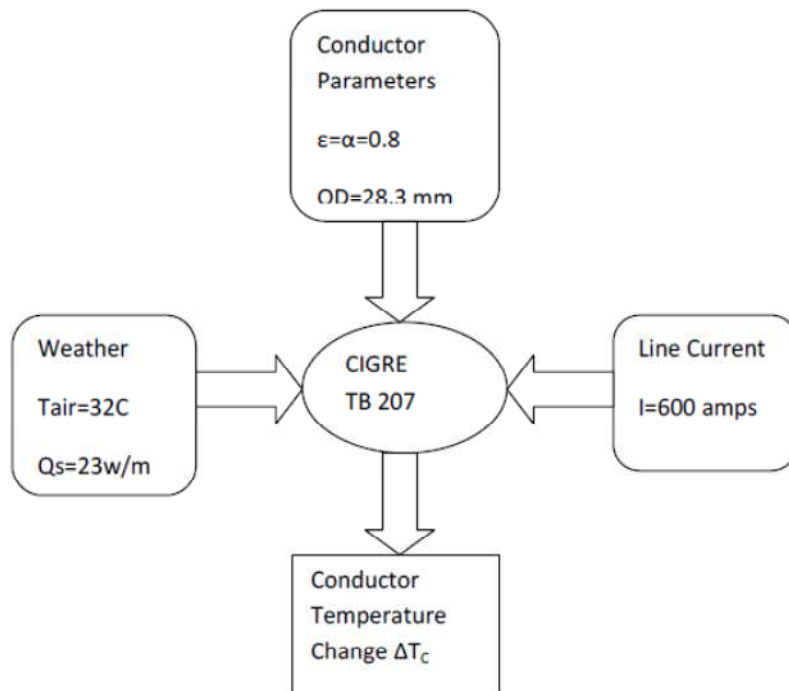 Conductor
Parameters
ε=α=0.8
OD=28.3 mm
Weather
Tair=32C
Qs=23w/m
CIGRE
TB 207
Line Current
I=600 amps
Conductor
Temperature
Change ΔTc